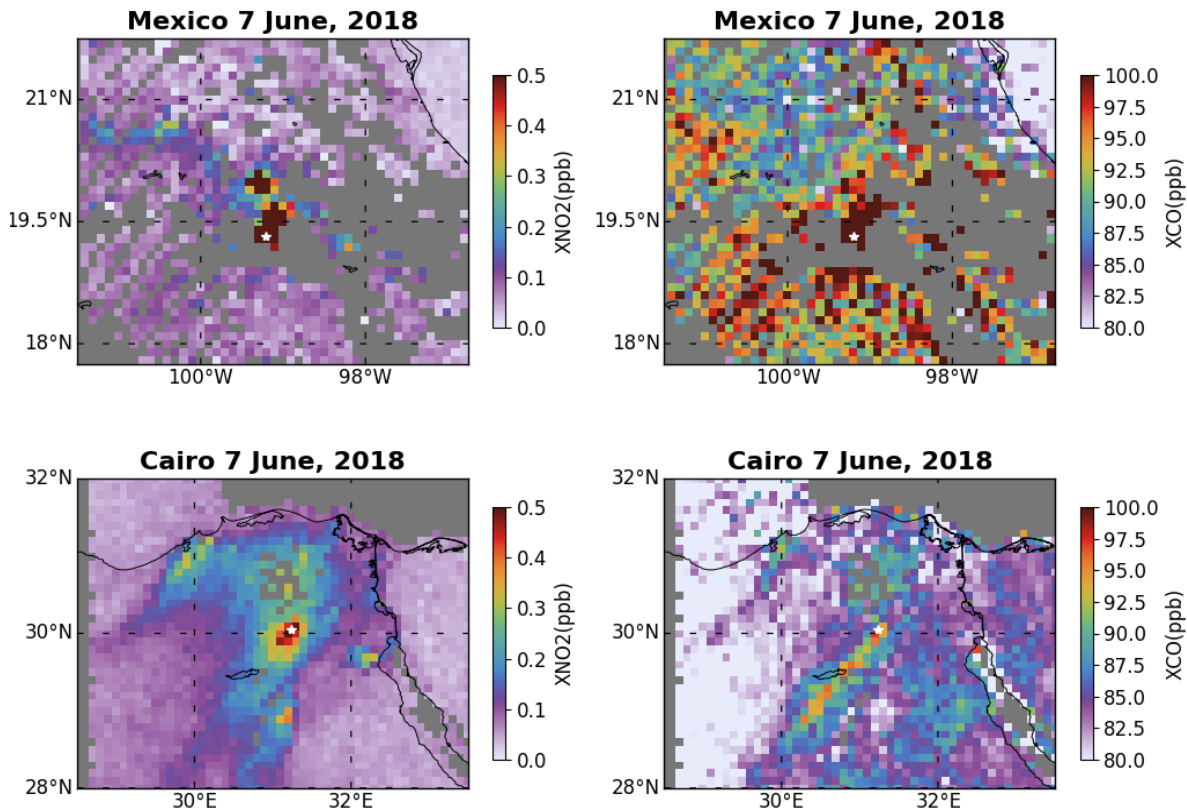 Mexico 7 June, 2018
21°N
19.5°N
18°N
100°W 98°W
0.5
0.4
0.3
0.2
0.1
0.0
XNO2(ppb)
Mexico 7 June, 2018
21°N
19.5°N
18°N
100°W 98°W
100.0
97.5
95.0
92.5
90.0
87.5
85.0
82.5
80.0
XCO(ppb)
Cairo 7 June, 2018
32°N
30°N
28°N
30°E 32°E
0.5
0.4
0.3
0.2
0.1
0.0
XNO2(ppb)
Cairo 7 June, 2018
32°N
30°N
28°N
30°E 32°E
100.0
97.5
95.0
92.5
90.0
87.5
85.0
82.5
80.0
XCO(ppb)